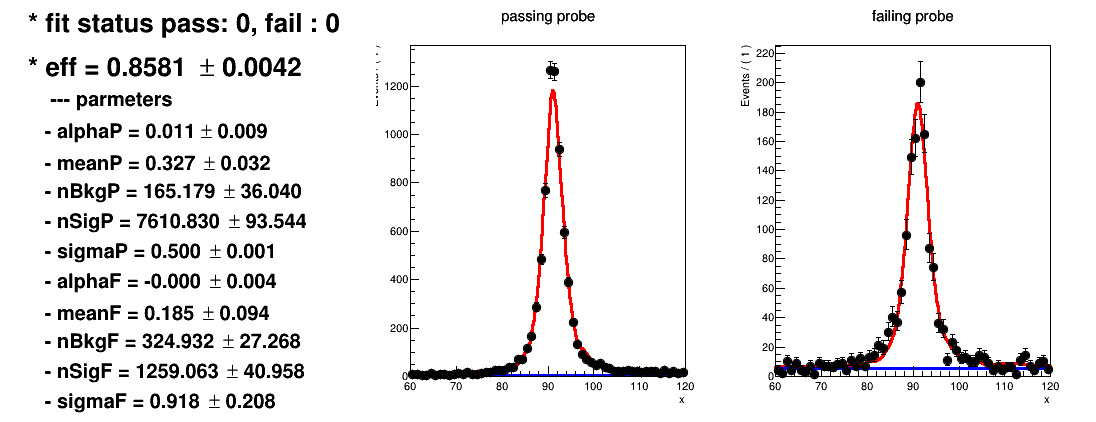 * fit status pass: 0, fail : 0
* eff = 0.8581 ± 0.0042
--- parmeters
- alphaP = 0.011 ± 0.009
- meanP = 0.327 ± 0.032
- nBkgP = 165.179 ± 36.040
- nSigP = 7610.830 ± 93.544
- sigmaP = 0.500 ± 0.001
- alphaF = -0.000 ± 0.004
- meanF = 0.185 ± 0.094
- nBkgF = 324.932 ± 27.268
- nSigF = 1259.063 ± 40.958
- sigmaF = 0.918 ± 0.208
passing probe
1200
1000
800
600
400
200
0
60 70 80 90 100 110 120
x
failing probe
Events / ( 1 )
220
200
180
160
140
120
100
80
60
40
20
0
60 70 80 90 100 110 120
x